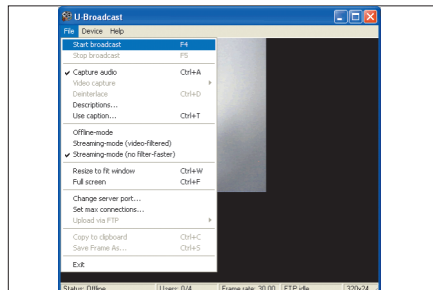 U-Broadcast
File Device Help
Start broadcast F4
Stop broadcast F5
Capture audio Ctrl+A
Video capture
Deinterlace Ctrl+D
Descriptions...
Use caption... Ctrl+T
Offline-mode
Streaming-mode (video-filtered)
Streaming-mode (no filter-faster)
Resize to fit window Ctrl+W
Full screen Ctrl+F
Change server port...
Set max connections...
Upload via FTP
Copy to clipboard Ctrl+C
Save Frame As... Ctrl+S
Exit
Status: Offline Users: 0/4 Frame rate: 30.00 FTP idle 320x24